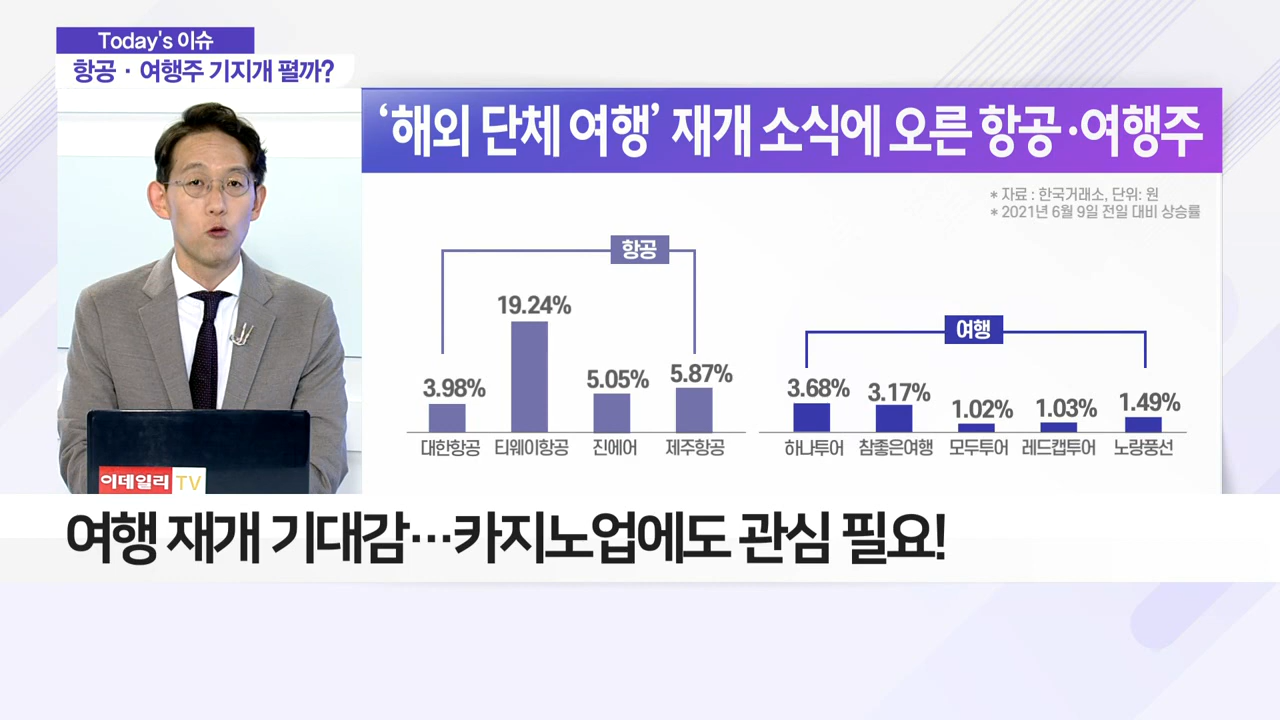 Today's 이슈
항공 · 여행주 기지개 펼까?
‘해외 단체 여행’ 재개 소식에 오른 항공·여행주
* 자료 : 한국거래소, 단위: 원
* 2021년 6월 9일 전일 대비 상승률
항공
19.24%
3.98% 5.05% 5.87%
대한항공 티웨이항공 진에어 제주항공
여행
3.68% 3.17% 1.02% 1.03% 1.49%
하나투어 참좋은여행 모두투어 레드캡투어 노랑풍선
이데일리 TV
여행 재개 기대감…카지노업에도 관심 필요!